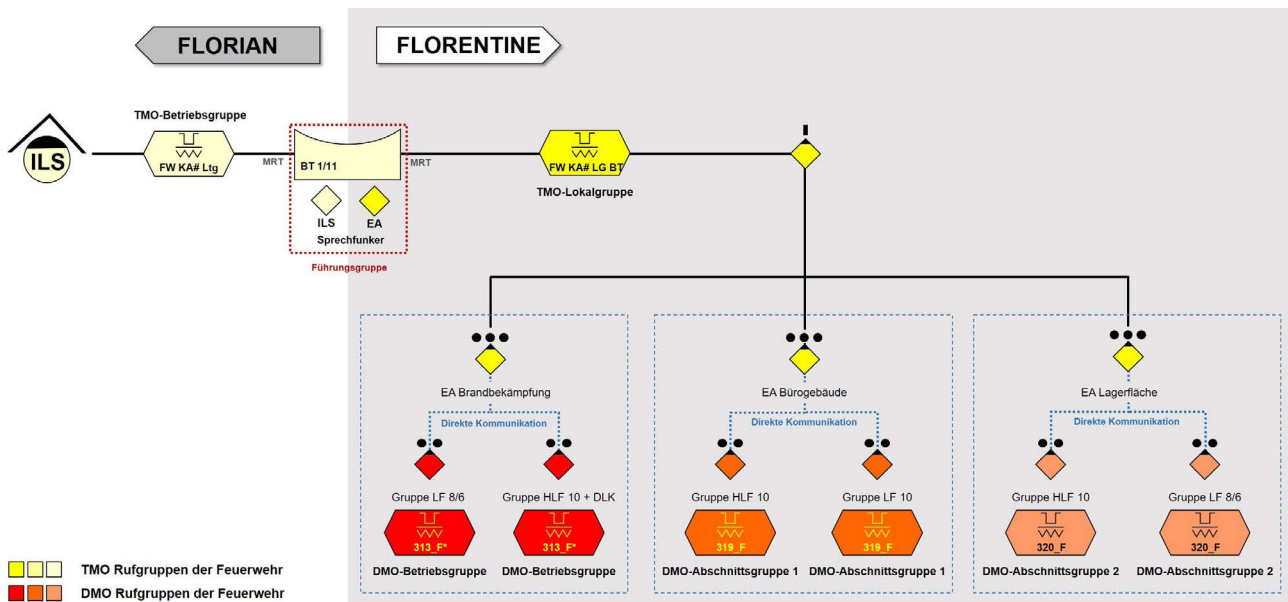 FLORIAN
FLORENTINE
TMO-Betriebsgruppe
ILS
FW KA# Ltg
MRT
BT 1/11
MRT
FW KA# LG BT
TMO-Lokalgruppe
ILS
EA
Sprechfunker
Führungsgruppe
EA Brandbekämpfung
EA Bürogebäude
EA Lagerfläche
Direkte Kommunikation
Direkte Kommunikation
Direkte Kommunikation
Gruppe LF 8/6
Gruppe HLF 10 + DLK
Gruppe HLF 10
Gruppe LF 10
Gruppe HLF 10
Gruppe LF 8/6
313_F*
313_F*
319_F
319_F
320_F
320_F
DMO-Betriebsgruppe
DMO-Betriebsgruppe
DMO-Abschnittsgruppe 1
DMO-Abschnittsgruppe 1
DMO-Abschnittsgruppe 2
DMO-Abschnittsgruppe 2
TMO Rufgruppen der Feuerwehr
DMO Rufgruppen der Feuerwehr